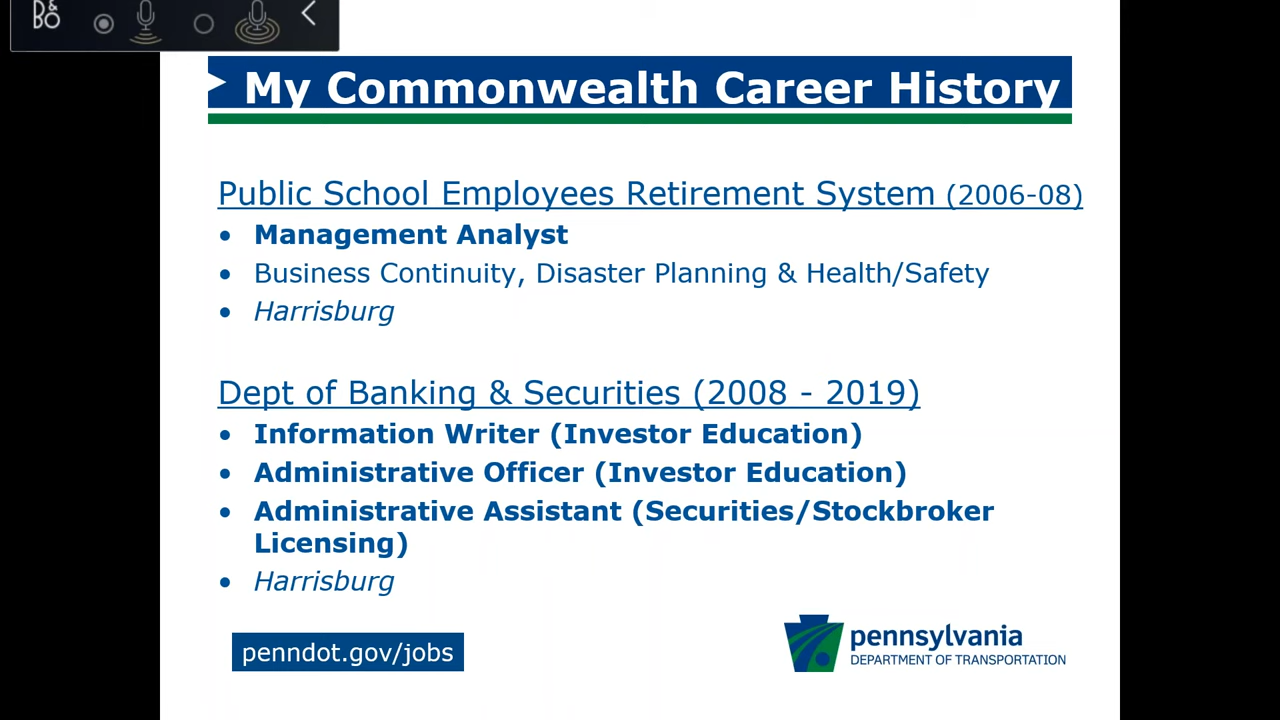 B&O
My Commonwealth Career History
Public School Employees Retirement System (2006-08)
• Management Analyst
• Business Continuity, Disaster Planning & Health/Safety
• Harrisburg
Dept of Banking & Securities (2008 - 2019)
• Information Writer (Investor Education)
• Administrative Officer (Investor Education)
• Administrative Assistant (Securities/Stockbroker
Licensing)
• Harrisburg
penndot.gov/jobs
pennsylvania
DEPARTMENT OF TRANSPORTATION